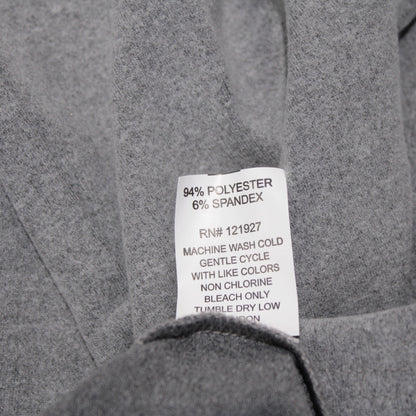 94% POLYESTER
6% SPANDEX
RN# 121927
MACHINE WASH COLD
GENTLE CYCLE
WITH LIKE COLORS
NON CHLORINE
BLEACH ONLY
TUMBLE DRY LOW